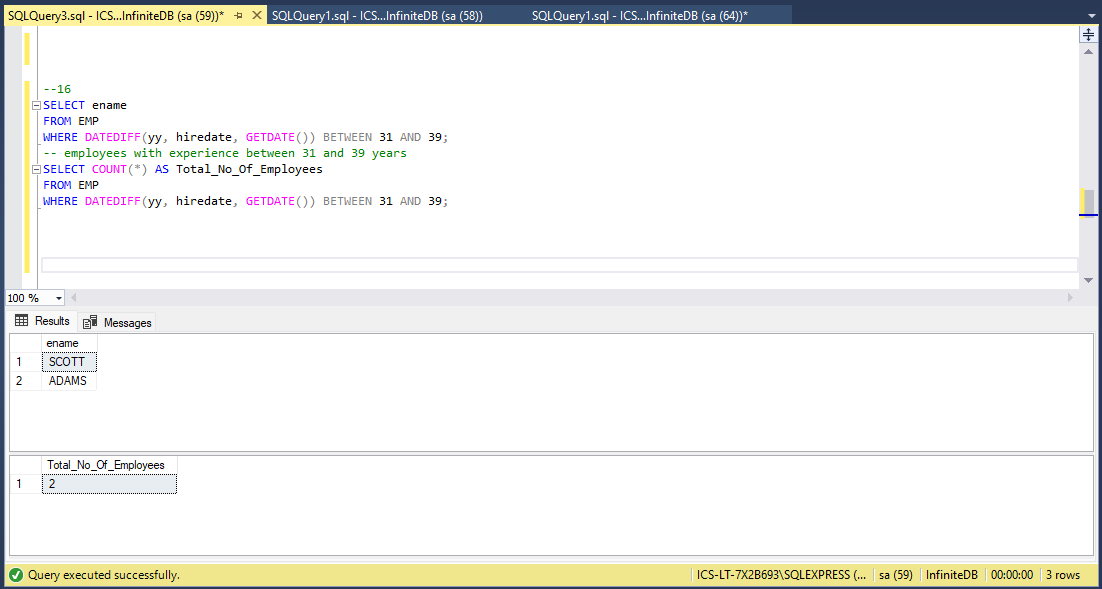 SQLQuery3.sql - ICS...InfiniteDB (sa (59))* SQLQuery1.sql - ICS...InfiniteDB (sa (58)) SQLQuery1.sql - ICS...InfiniteDB (sa (64))*
--16
SELECT ename
FROM EMP
WHERE DATEDIFF(yy, hiredate, GETDATE()) BETWEEN 31 AND 39;
-- employees with experience between 31 and 39 years
SELECT COUNT(*) AS Total_No_Of_Employees
FROM EMP
WHERE DATEDIFF(yy, hiredate, GETDATE()) BETWEEN 31 AND 39;
100 %
Results Messages
ename
1 SCOTT
2 ADAMS
Total_No_Of_Employees
1 2
Query executed successfully. ICS-LT-7X2B693\SQLEXPRESS (... sa (59) InfiniteDB 00:00:00 3 rows